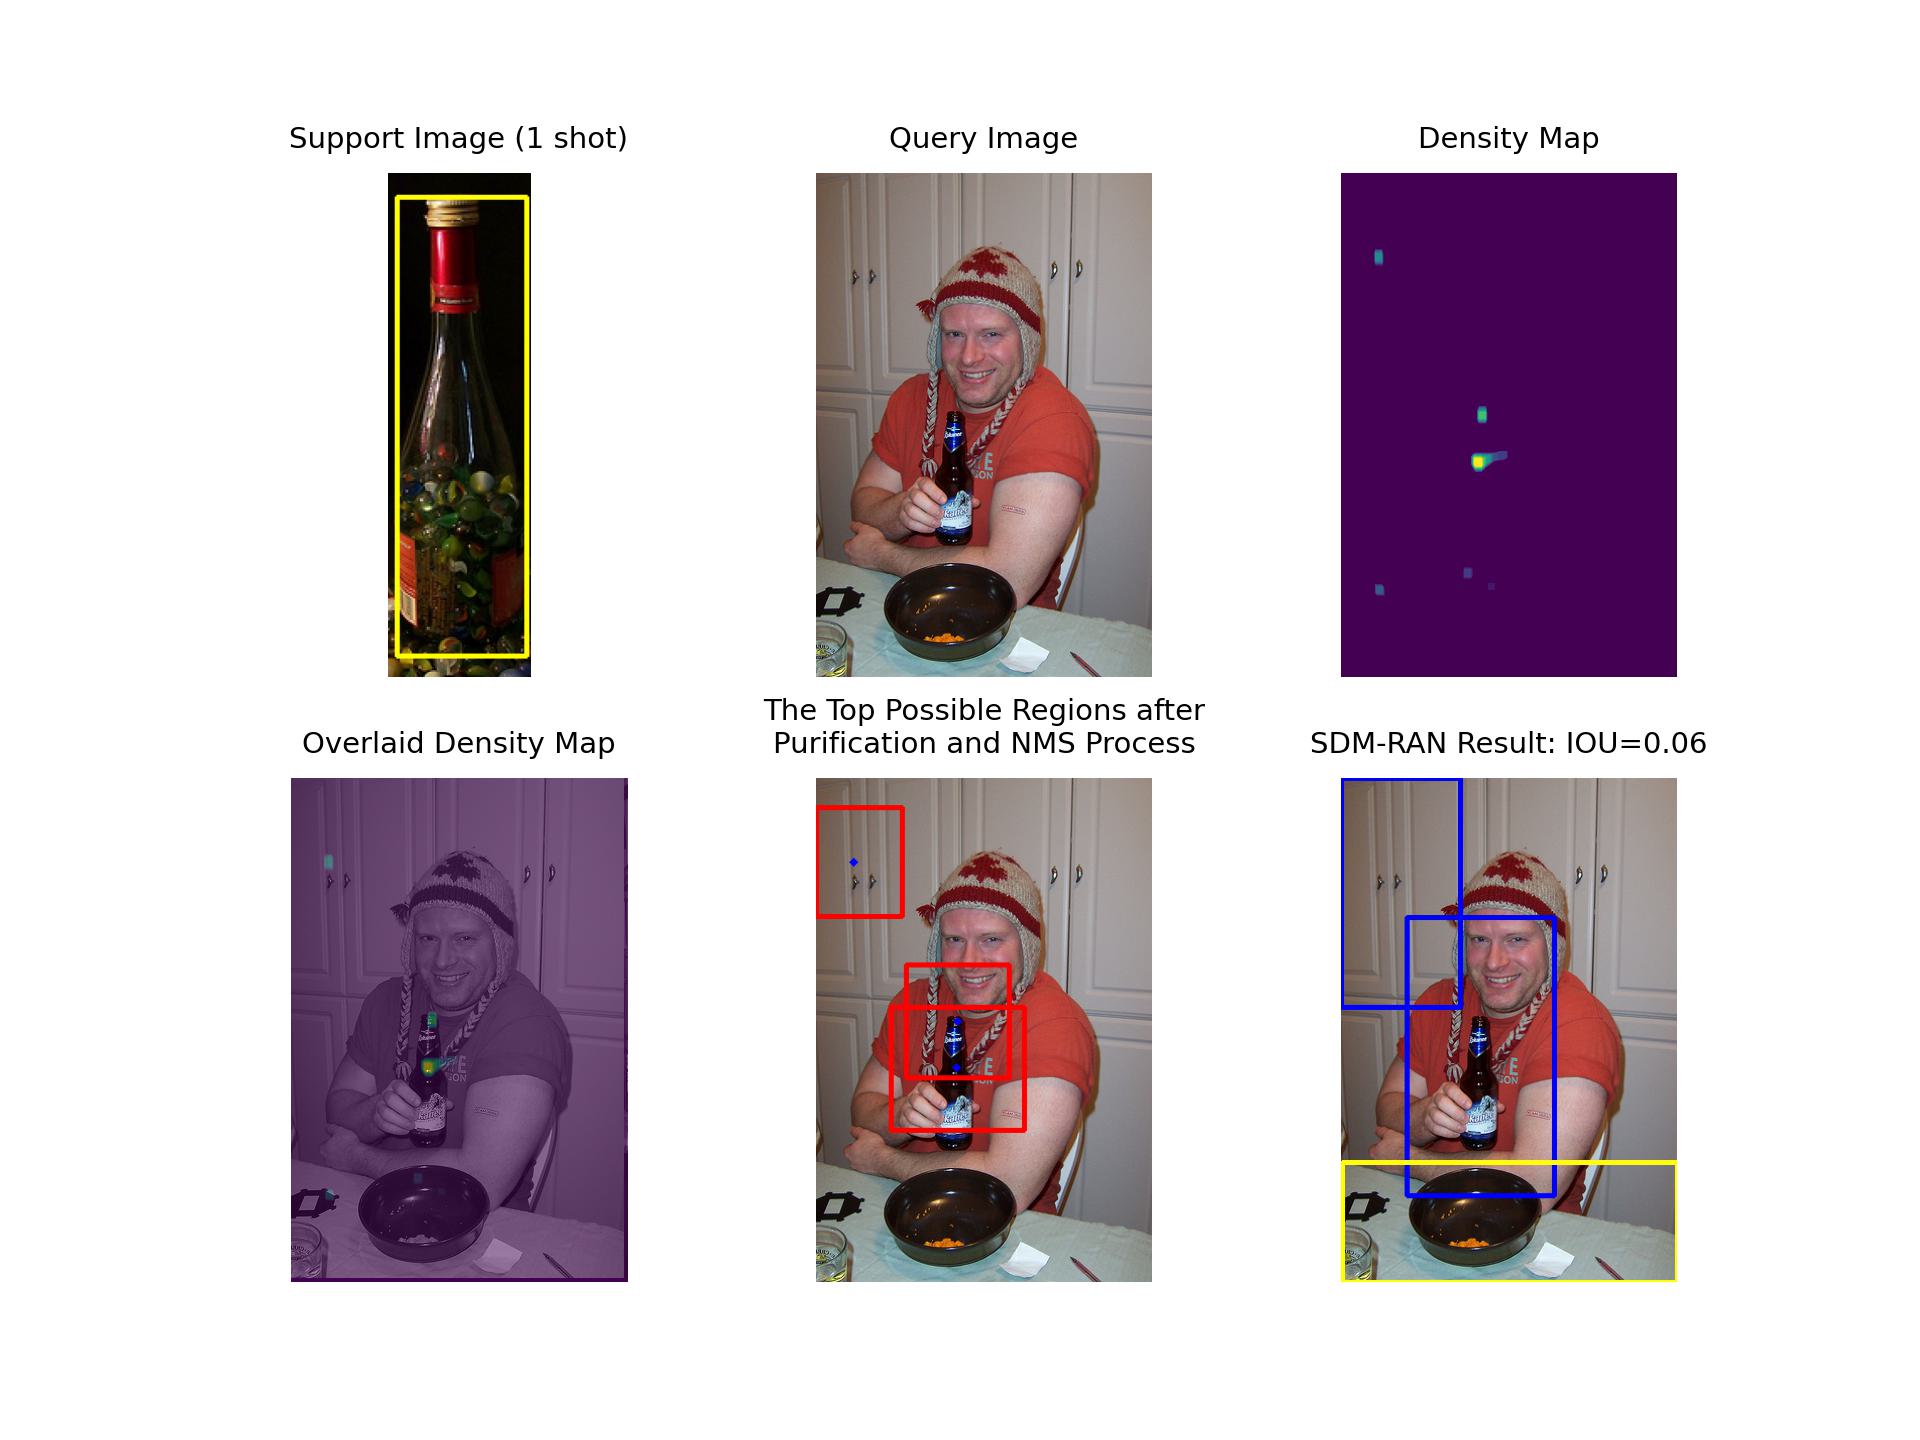 Support Image (1 shot)
Query Image
Density Map
Overlaid Density Map
The Top Possible Regions after
Purification and NMS Process
SDM-RAN Result: IOU=0.06